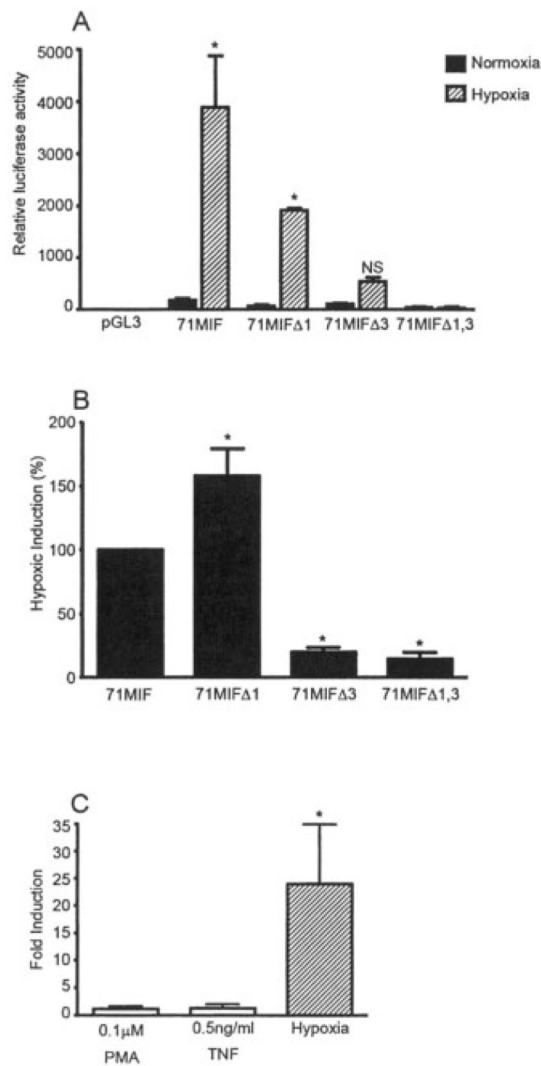 A
Relative luciferase activity
5000
4000
3000
2000
1000
0
*
*
NS
Normoxia
Hypoxia
pGL3 71MIF 71MIFΔ1 71MIFΔ3 71MIFΔ1,3
B
Hypoxic Induction (%)
200
150
100
50
0
*
*
*
71MIF 71MIFΔ1 71MIFΔ3 71MIFΔ1,3
C
Fold Induction
35
30
25
20
15
10
5
0
*
0.1μM 0.5ng/ml Hypoxia
PMA TNF